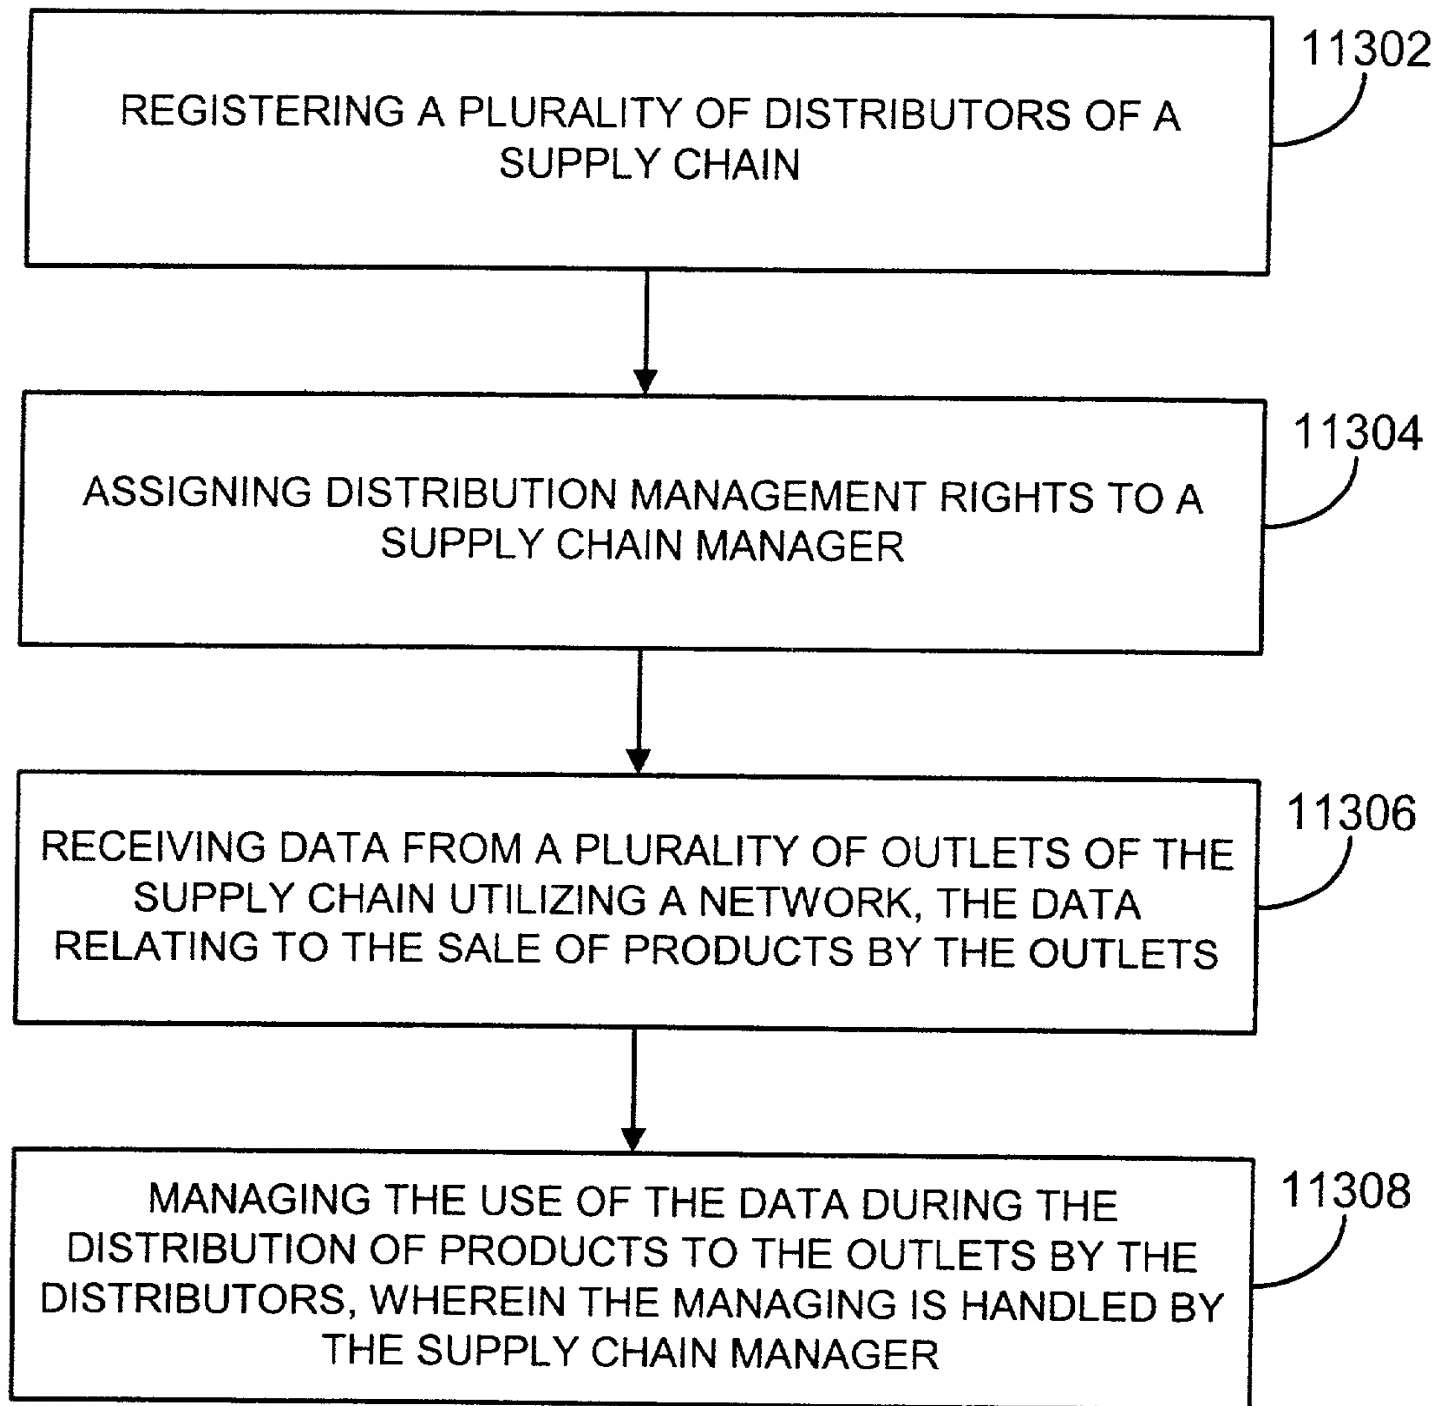 11302
REGISTERING A PLURALITY OF DISTRIBUTORS OF A
SUPPLY CHAIN
11304
ASSIGNING DISTRIBUTION MANAGEMENT RIGHTS TO A
SUPPLY CHAIN MANAGER
11306
RECEIVING DATA FROM A PLURALITY OF OUTLETS OF THE
SUPPLY CHAIN UTILIZING A NETWORK, THE DATA
RELATING TO THE SALE OF PRODUCTS BY THE OUTLETS
11308
MANAGING THE USE OF THE DATA DURING THE
DISTRIBUTION OF PRODUCTS TO THE OUTLETS BY THE
DISTRIBUTORS, WHEREIN THE MANAGING IS HANDLED BY
THE SUPPLY CHAIN MANAGER